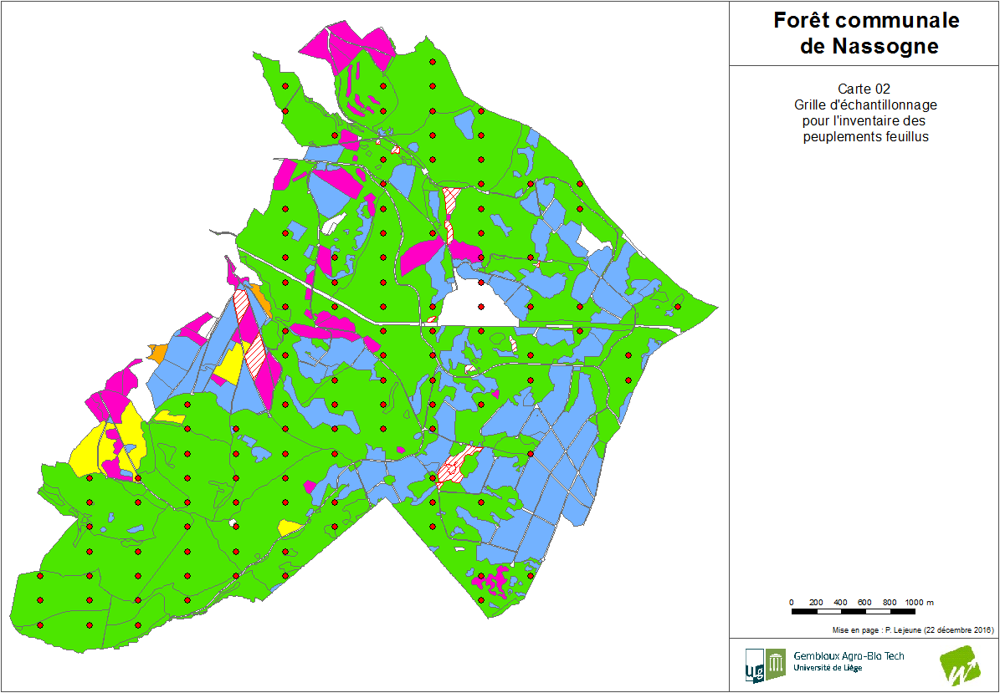 Forêt communale
de Nassogne
Carte 02
Grille d'échantillonnage
pour l'inventaire des
peuplements feuillus
0 200 400 600 800 1000 m
Mise en page : P. Lejeune (22 décembre 2016)
Gembloux Agro-Bio Tech
Université de Liège